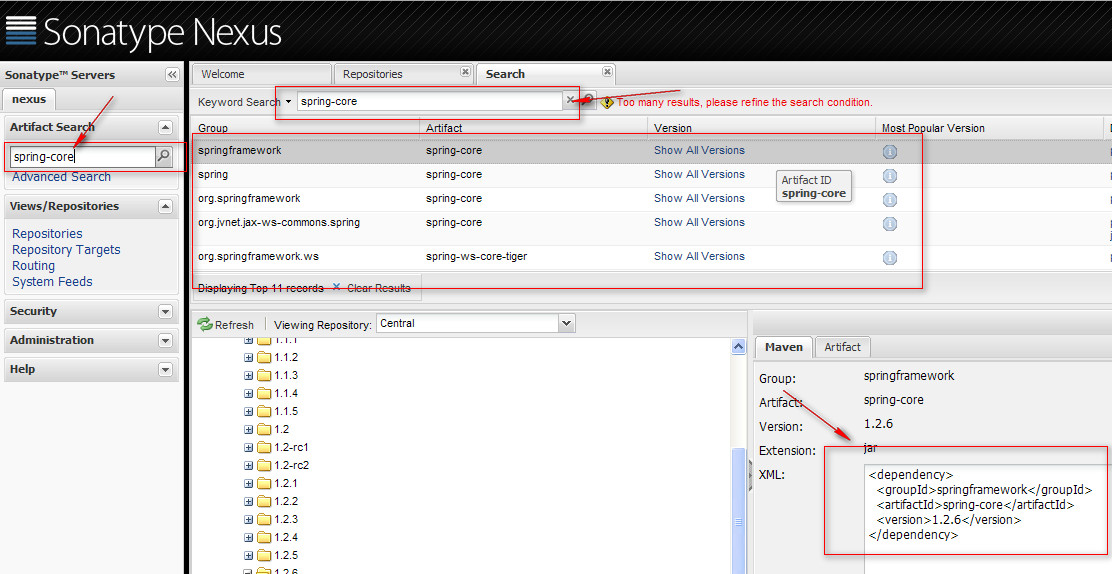 Sonatype Nexus
Sonatype™ Servers
nexus
Artifact Search
spring-core
Advanced Search
Views/Repositories
Repositories
Repository Targets
Routing
System Feeds
Security
Administration
Help
Welcome
Repositories
Search
Keyword Search
spring-core
Too many results, please refine the search condition.
Group Artifact Version Most Popular Version
springframework spring-core Show All Versions
spring spring-core Show All Versions
org.springframework spring-core Show All Versions
org.jvnet.jax-ws-commons.spring spring-core Show All Versions
org.springframework.ws spring-ws-core-tiger Show All Versions
Artifact ID
spring-core
Displaying Top 11 records Clear Results
Refresh Viewing Repository: Central
1.1.1
1.1.2
1.1.3
1.1.4
1.1.5
1.2
1.2-rc1
1.2-rc2
1.2.1
1.2.2
1.2.3
1.2.4
1.2.5
1.2.6
Maven Artifact
Group: springframework
Artifact: spring-core
Version: 1.2.6
Extension: jar
XML:
<dependency>
<groupId>springframework</groupId>
<artifactId>spring-core</artifactId>
<version>1.2.6</version>
</dependency>